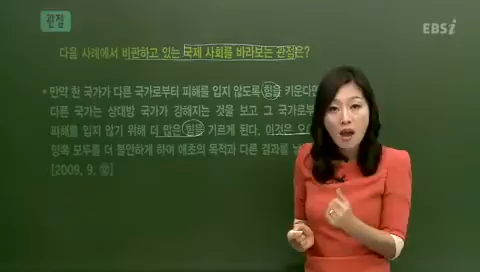 관점
EBSi
다음 사례에서 비판하고 있는 국제 사회를 바라보는 관점은?
• 만약 한 국가가 다른 국가로부터 피해를 입지 않도록 힘을 키운다면
다른 국가는 상대방 국가가 강해지는 것을 보고 그 국가로부
피해를 입지 않기 위해 더 많은 힘을 기르게 된다. 이것은 오
양쪽 모두를 더 불안하게 하여 애초의 목적과 다른 결과를
[2009. 9. ㉻]